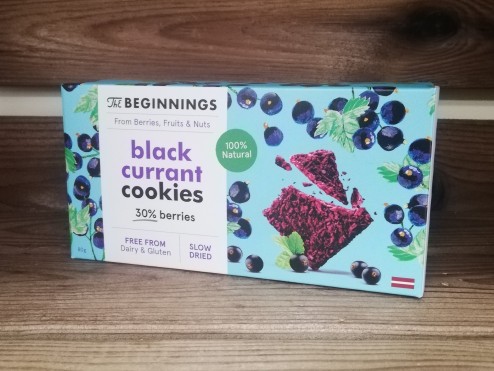 The BEGINNINGS
From Berries, Fruits & Nuts
black
currant
cookies
30% berries
100%
Natural
FREE FROM
Dairy & Gluten
SLOW
DRIED